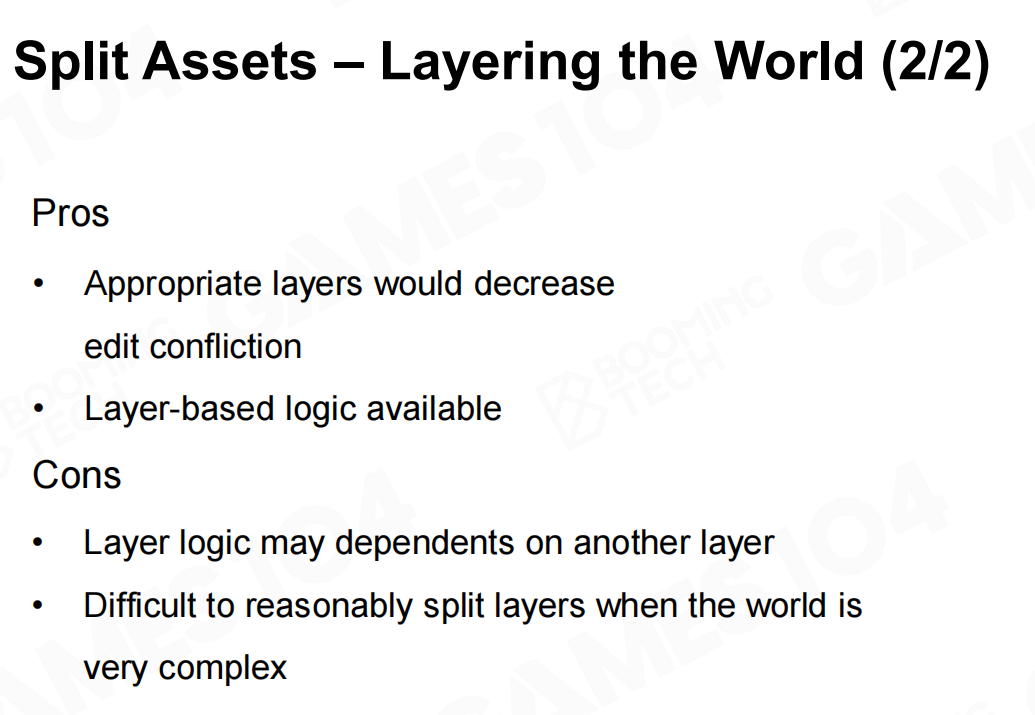 Split Assets – Layering the World (2/2)
Pros
• Appropriate layers would decrease
edit confliction
• Layer-based logic available
Cons
• Layer logic may dependents on another layer
• Difficult to reasonably split layers when the world is
very complex
GAMES 104
BOOMING
TECH